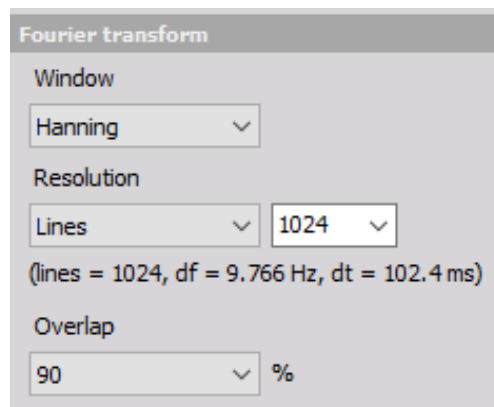 Fourier transform
Window
Hanning
Resolution
Lines 1024
(lines = 1024, df = 9.766 Hz, dt = 102.4 ms)
Overlap
90 %